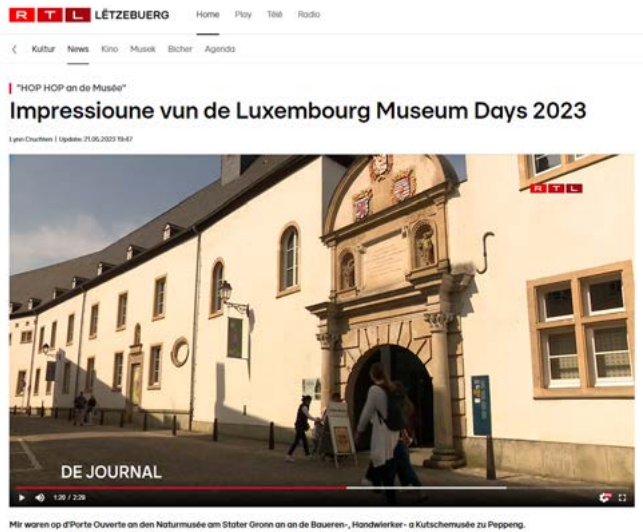 RTL LËTZEBUERG Home Play Télé Radio
Kultur News Kino Musek Bicher Agenda
"HOP HOP an de Musée"
Impressioune vun de Luxembourg Museum Days 2023
Lynn Cruchten | Update: 21.05.2023 19:47
RTL
DE JOURNAL
1:20 / 2:29
Mir waren op d'Porte Ouverte an den Naturmusée am Stater Gronn an an de Baueren-, Handwierker- a Kutschemusée zu Peppeng.